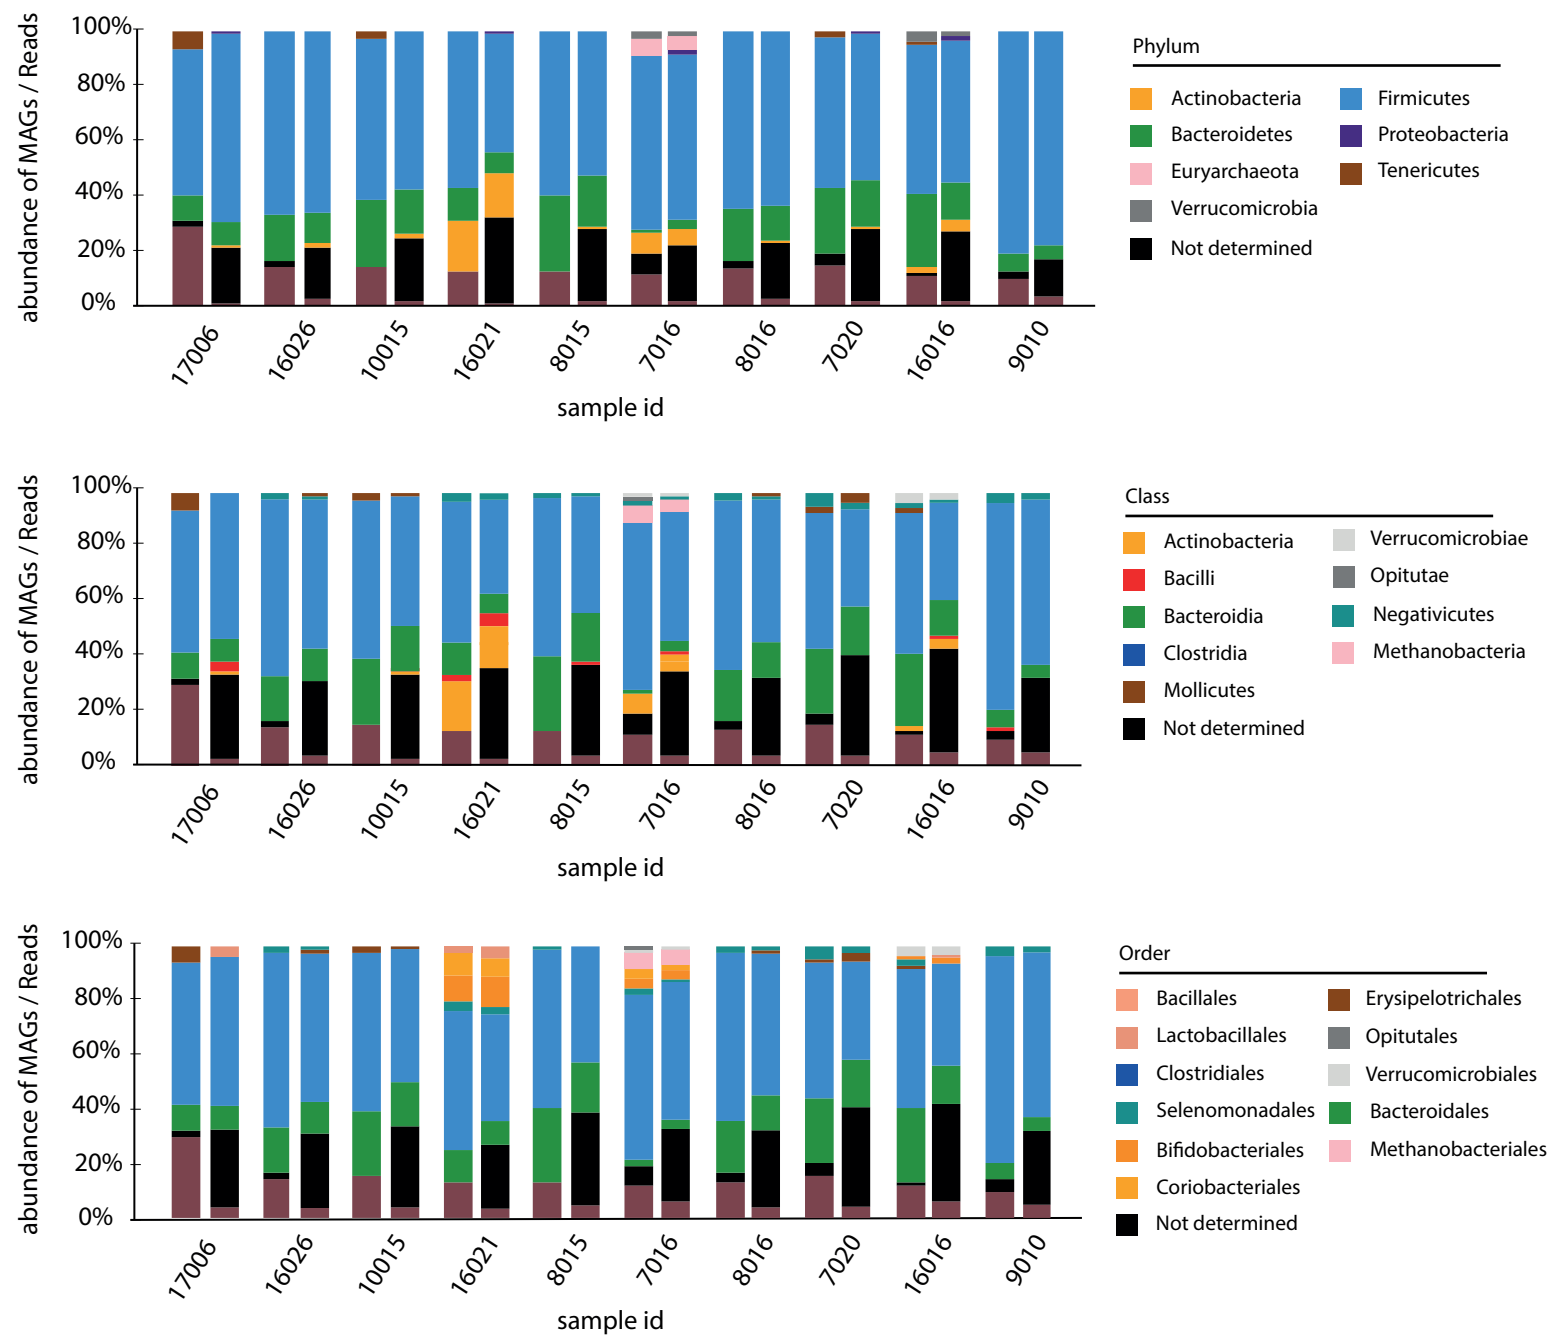 abundance of MAGs / Reads
100%
80%
60%
40%
20%
0%
17006 16026 10015 16021 8015 7016 8016 7020 16016 9010
sample id
Phylum
Actinobacteria Firmicutes
Bacteroidetes Proteobacteria
Euryarchaeota Tenericutes
Verrucomicrobia
Not determined
abundance of MAGs / Reads
100%
80%
60%
40%
20%
0%
17006 16026 10015 16021 8015 7016 8016 7020 16016 9010
sample id
Class
Actinobacteria Verrucomicrobiae
Bacilli Opitutae
Bacteroidia Negativicutes
Clostridia Methanobacteria
Mollicutes
Not determined
abundance of MAGs / Reads
100%
80%
60%
40%
20%
0%
17006 16026 10015 16021 8015 7016 8016 7020 16016 9010
sample id
Order
Bacillales Erysipelotrichales
Lactobacillales Opitutales
Clostridiales Verrucomicrobiales
Selenomonadales Bacteroidales
Bifidobacteriales Methanobacteriales
Coriobacteriales
Not determined